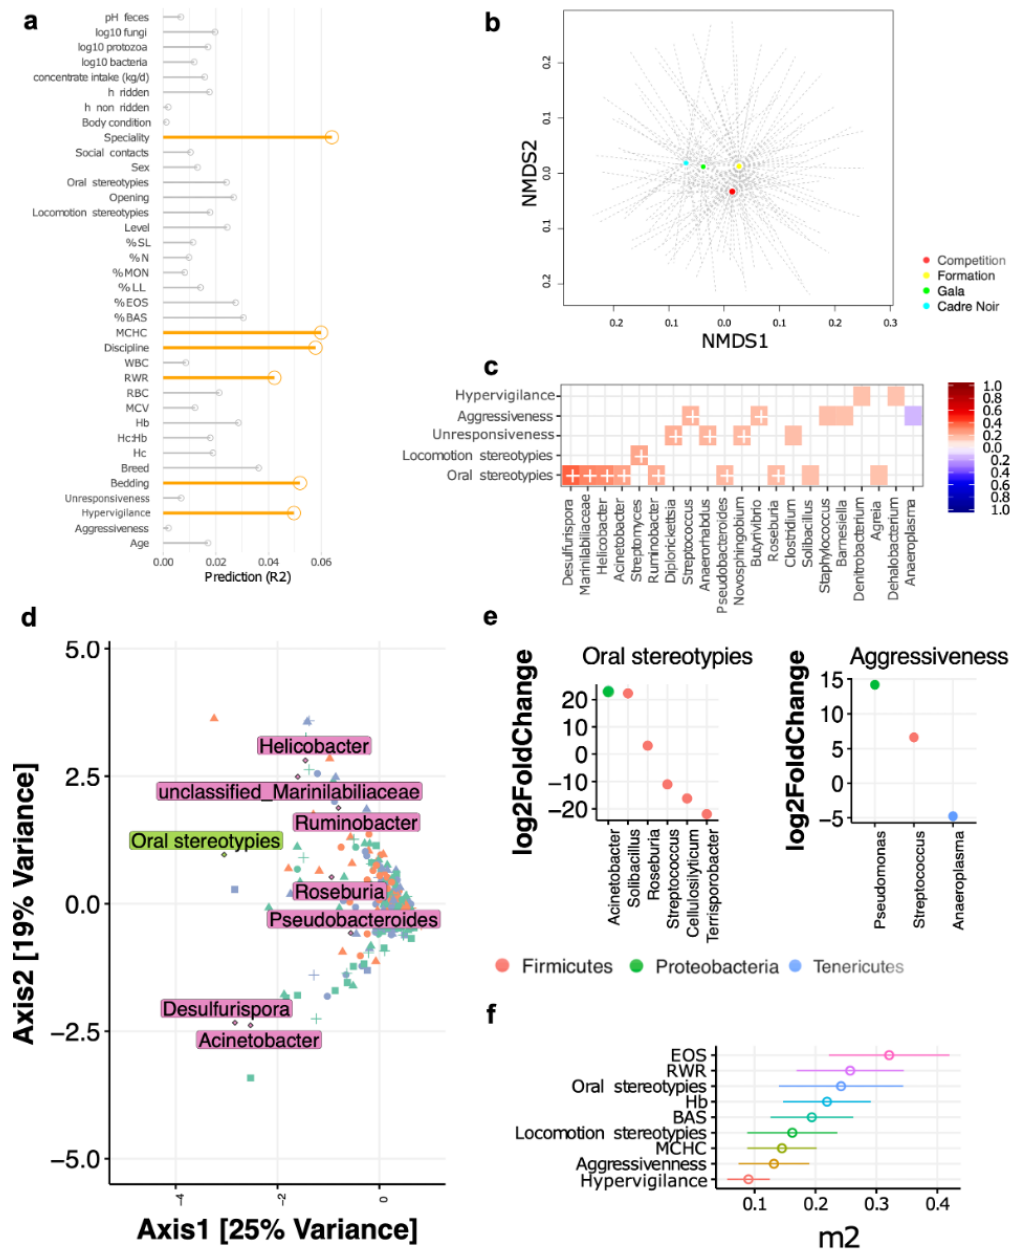 a
pH feces
log10 fungi
log10 protozoa
log10 bacteria
concentrate intake (kg/d)
h ridden
h non ridden
Body condition
Speciality
Social contacts
Sex
Oral stereotypies
Opening
Locomotion stereotypies
Level
%SL
%N
%MON
%LL
%EOS
%BAS
MCHC
Discipline
WBC
RWR
RBC
MCV
Hb
Hc:Hb
Hc
Breed
Bedding
Unresponsiveness
Hypervigilance
Aggressiveness
Age
0.00 0.02 0.04 0.06
Prediction (R2)
b
NMDS2
0.2
0.1
0.0
0.1
0.2
0.2 0.1 0.0 0.1 0.2 0.3
NMDS1
Competition
Formation
Gala
Cadre Noir
c
Hypervigilance
Aggressiveness
Unresponsiveness
Locomotion stereotypies
Oral stereotypies
Desulfurispora
Marinilabiliaceae
Helicobacter
Acinetobacter
Streptomyces
Ruminobacter
Diplorickettsia
Streptococcus
Anaerorhabdus
Pseudobacteroides
Novosphingobium
Butyrivibrio
Roseburia
Clostridium
Solibacillus
Staphylococcus
Barnesiella
Denitrobacterium
Agreia
Dehalobacterium
Anaeroplasma
1.0
0.8
0.6
0.4
0.2
0.0
0.2
0.4
0.6
0.8
1.0
d
Axis2 [19% Variance]
5.0
2.5
0.0
−2.5
−5.0
Helicobacter
unclassified_Marinilabiliaceae
Ruminobacter
Oral stereotypies
Roseburia
Pseudobacteroides
Desulfurispora
Acinetobacter
−4 −2 0
Axis1 [25% Variance]
e
Oral stereotypies
log2FoldChange
20
10
0
−10
−20
Acinetobacter
Solibacillus
Roseburia
Streptococcus
Cellulosilyticum
Terrisporobacter
Aggressiveness
log2FoldChange
15
10
5
0
−5
Pseudomonas
Streptococcus
Anaeroplasma
Firmicutes Proteobacteria Tenericutes
f
EOS
RWR
Oral stereotypies
Hb
BAS
Locomotion stereotypies
MCHC
Aggressivenness
Hypervigilance
0.1 0.2 0.3 0.4
m2